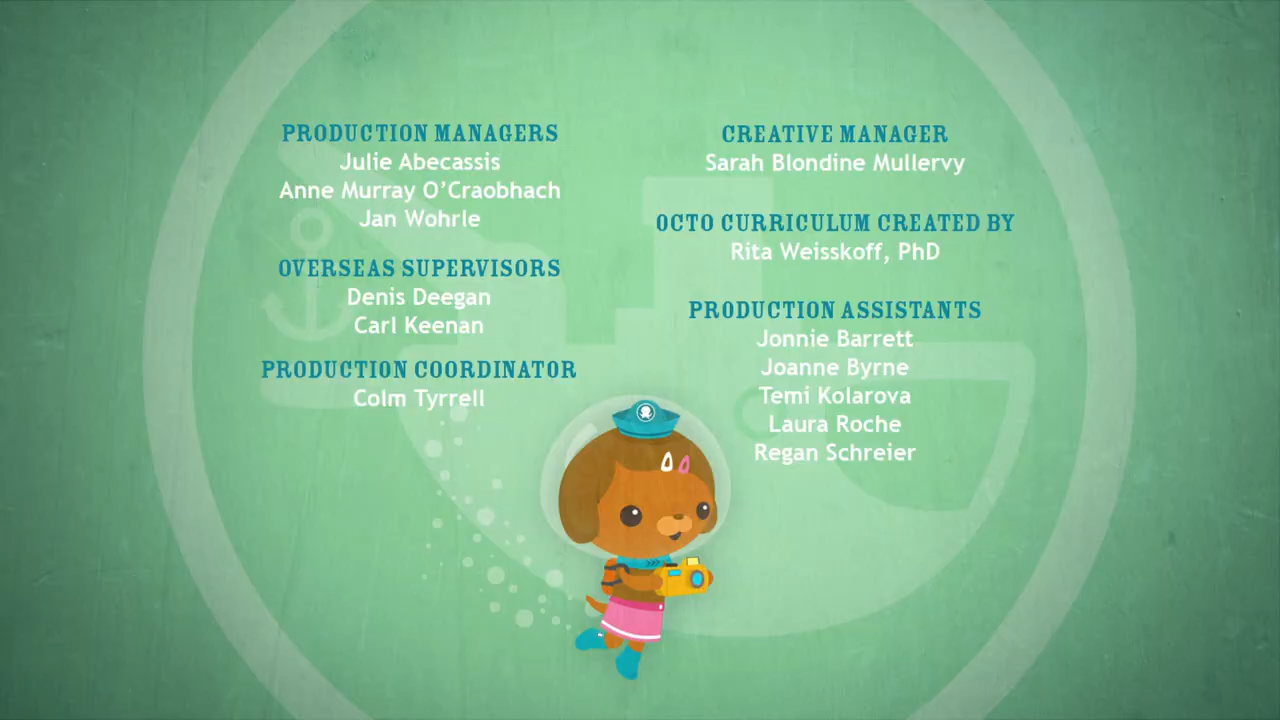 PRODUCTION MANAGERS
Julie Abecassis
Anne Murray O'Craobhach
Jan Wohrle
OVERSEAS SUPERVISORS
Denis Deegan
Carl Keenan
PRODUCTION COORDINATOR
Colm Tyrrell
CREATIVE MANAGER
Sarah Blondine Mullervy
OCTO CURRICULUM CREATED BY
Rita Weisskoff, PhD
PRODUCTION ASSISTANTS
Jonnie Barrett
Joanne Byrne
Temi Kolarova
Laura Roche
Regan Schreier